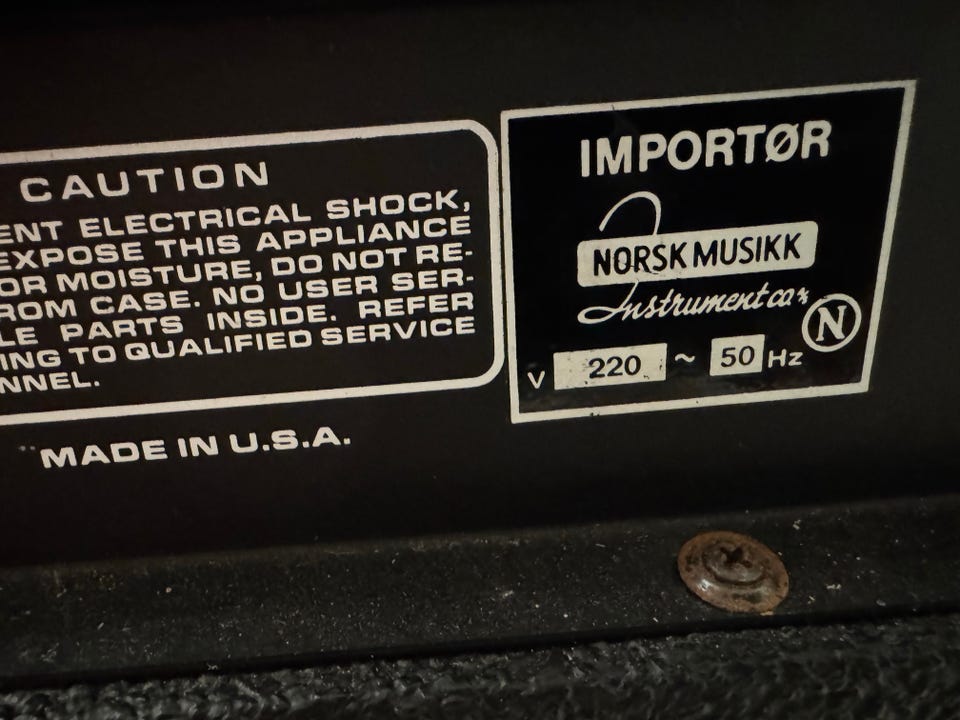 CAUTION
ENT ELECTRICAL SHOCK,
EXPOSE THIS APPLIANCE
OR MOISTURE, DO NOT RE-
ROM CASE. NO USER SER-
LE PARTS INSIDE. REFER
ING TO QUALIFIED SERVICE
NNEL.
MADE IN U.S.A.
IMPORTØR
NORSK MUSIKK
Instrument co
N
V 220 ~ 50 Hz